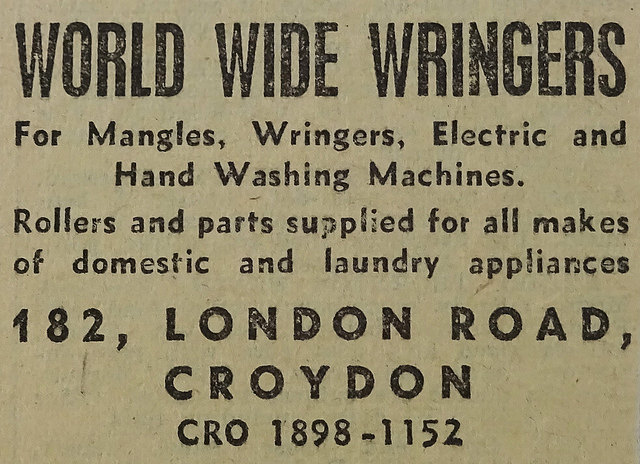 WORLD WIDE WRINGERS
For Mangles, Wringers, Electric and
Hand Washing Machines.
Rollers and parts supplied for all makes
of domestic and laundry appliances
182, LONDON ROAD,
CROYDON
CRO 1898-1152